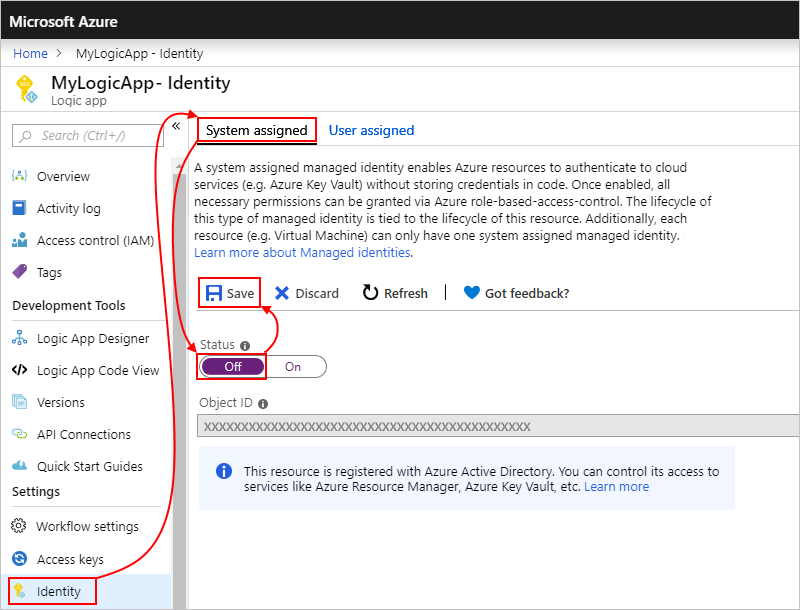 Microsoft Azure
Home > MyLogicApp - Identity
MyLogicApp- Identity
Logic app
Search (Ctrl+/)
«
Overview
Activity log
Access control (IAM)
Tags
Development Tools
Logic App Designer
Logic App Code View
Versions
API Connections
Quick Start Guides
Settings
Workflow settings
Access keys
Identity
System assigned User assigned
A system assigned managed identity enables Azure resources to authenticate to cloud
services (e.g. Azure Key Vault) without storing credentials in code. Once enabled, all
necessary permissions can be granted via Azure role-based-access-control. The lifecycle of
this type of managed identity is tied to the lifecycle of this resource. Additionally, each
resource (e.g. Virtual Machine) can only have one system assigned managed identity.
Learn more about Managed identities.
Save Discard Refresh Got feedback?
Status
Off On
Object ID
XXXXXXXXXXXXXXXXXXXXXXXXXXXXXXXXXXXXXXXXXXX
This resource is registered with Azure Active Directory. You can control its access to
services like Azure Resource Manager, Azure Key Vault, etc. Learn more